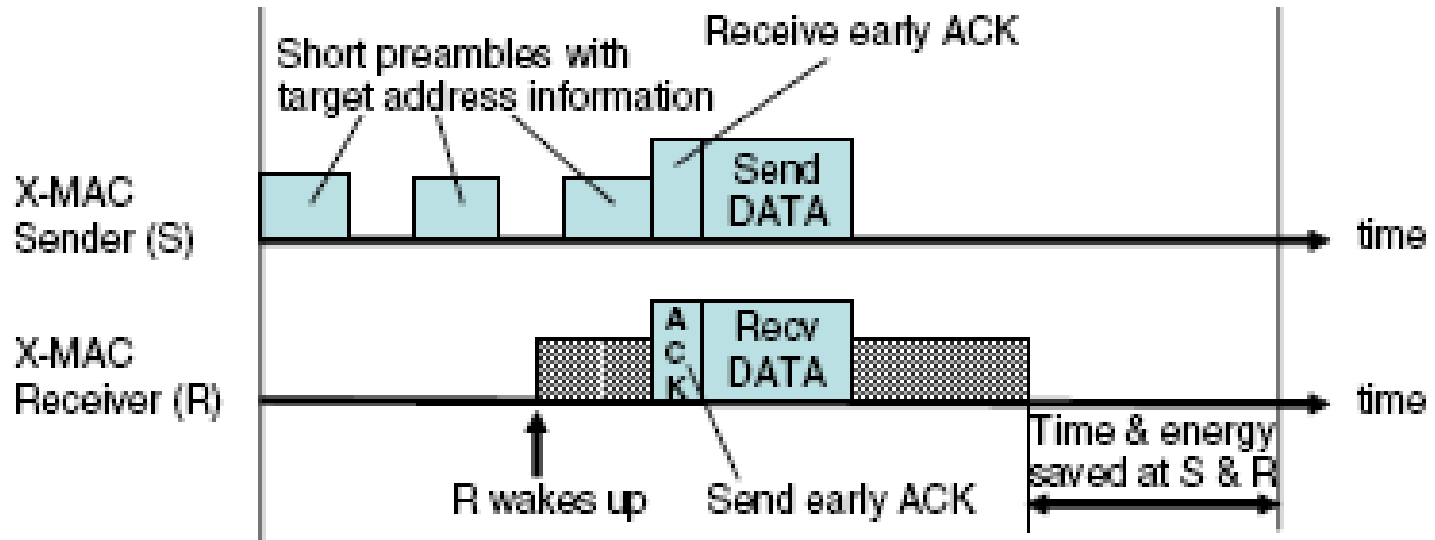 Receive early ACK
Short preambles with
target address information
X-MAC
Sender (S)
Send
DATA
time
X-MAC
Receiver (R)
A
C
K
Recv
DATA
time
Time & energy
saved at S & R
R wakes up
Send early ACK